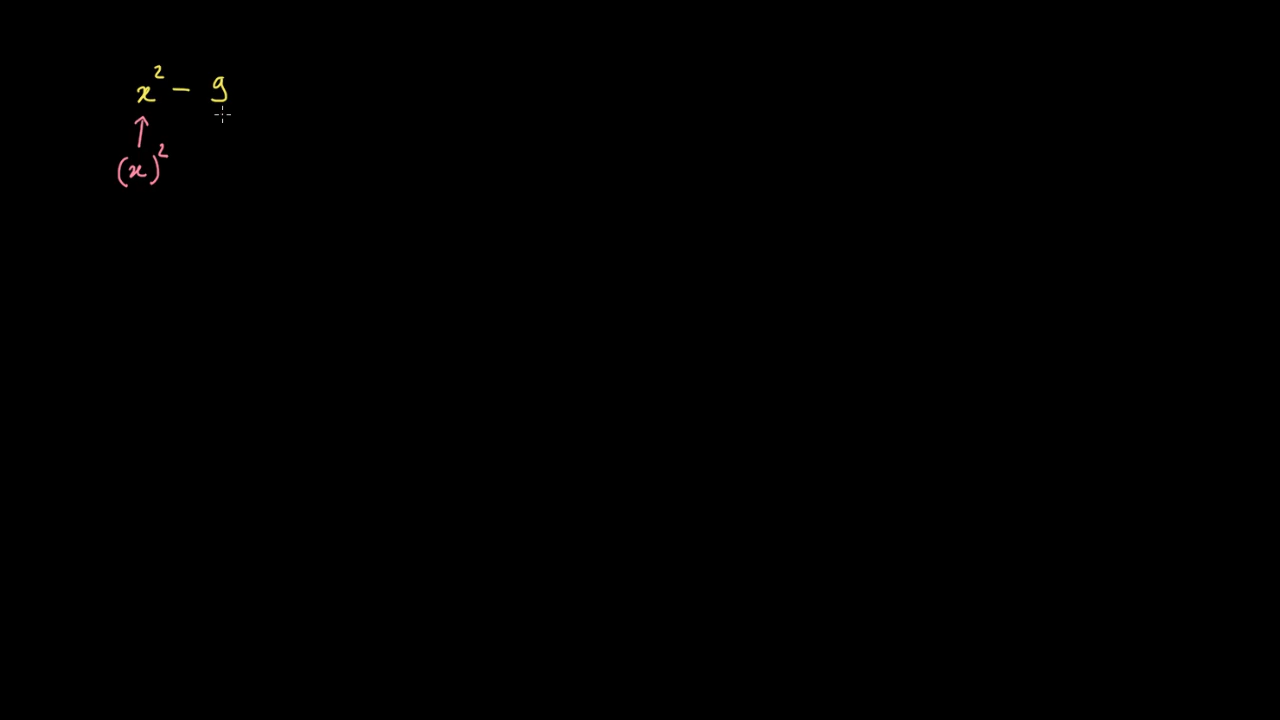 x² - 9
(x)²